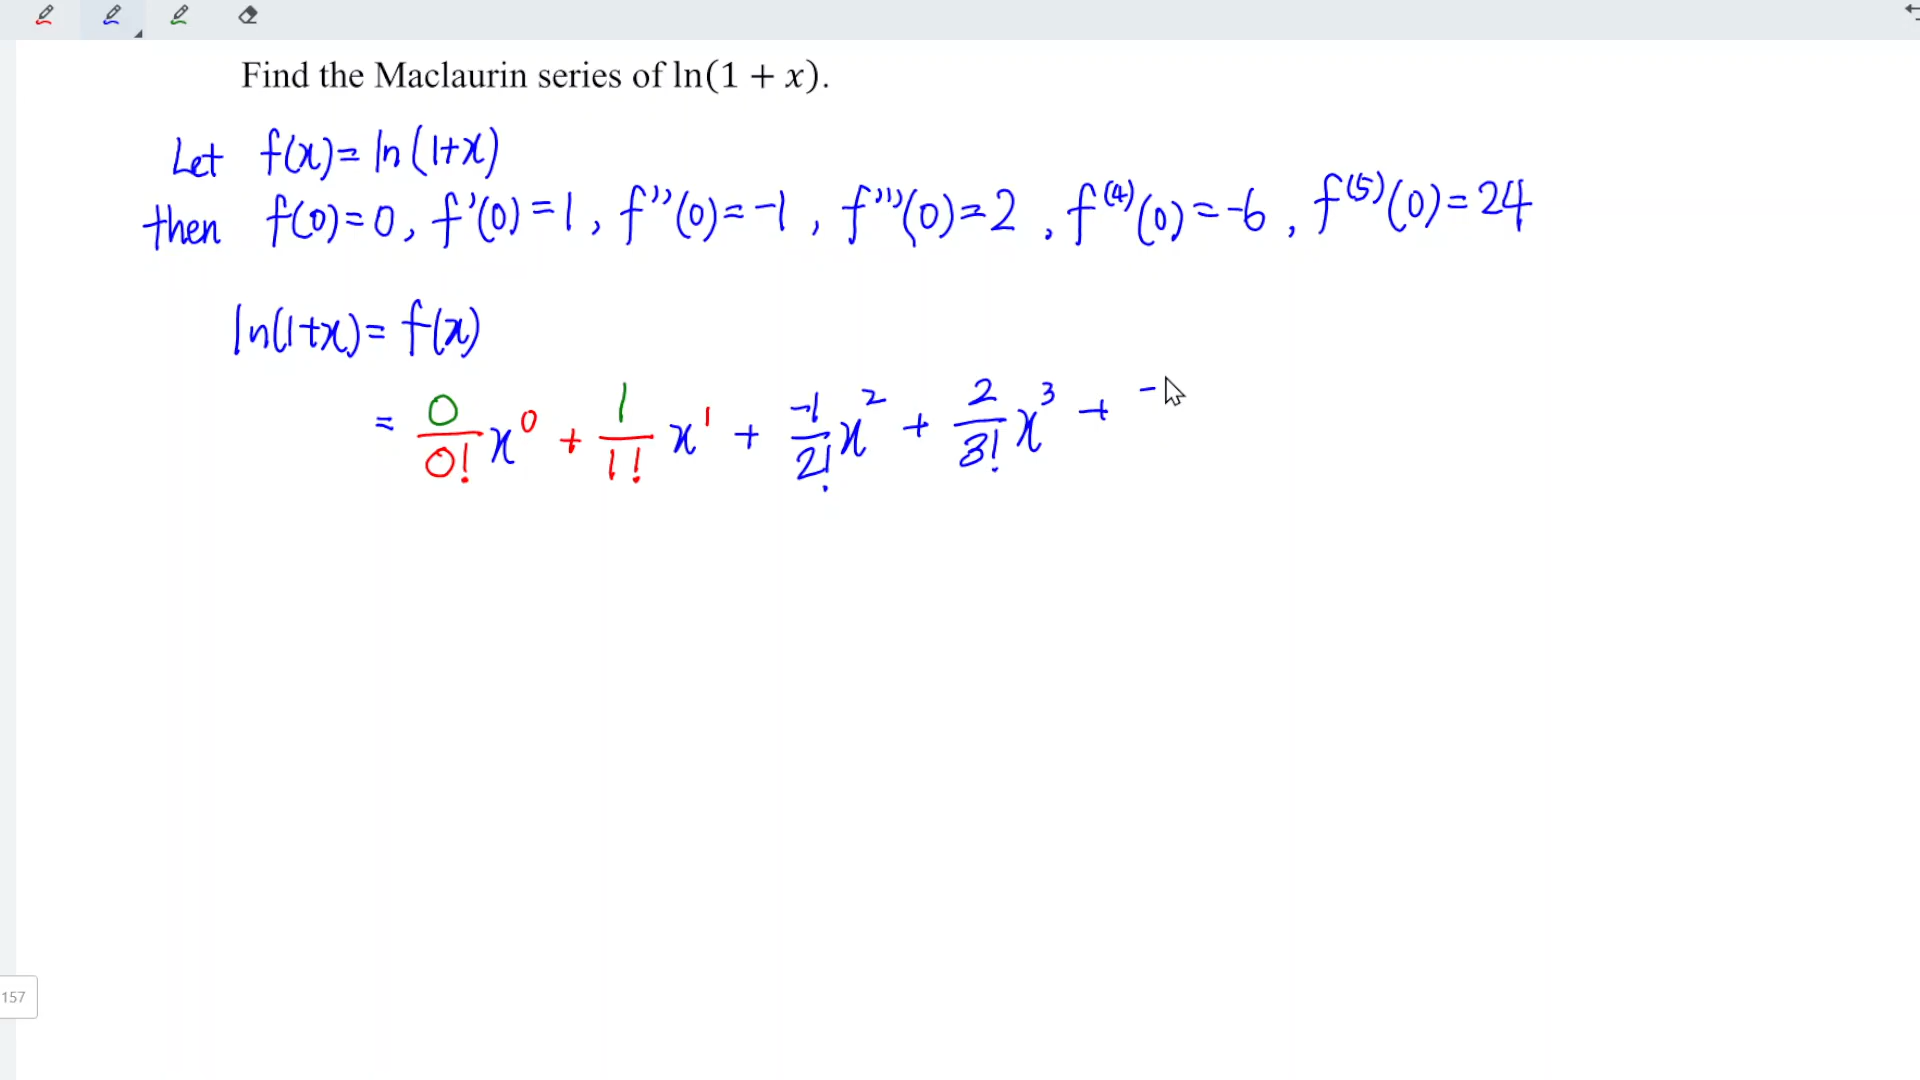 Find the Maclaurin series of ln(1 + x).
Let f(x) = ln(1+x)
then f(0)=0, f'(0)=1, f''(0)=-1, f'''(0)=2, f⁽⁴⁾(0)=-6, f⁽⁵⁾(0)=24
ln(1+x) = f(x)
= 0/0! x⁰ + 1/1! x¹ + -1/2! x² + 2/3! x³ + -
157